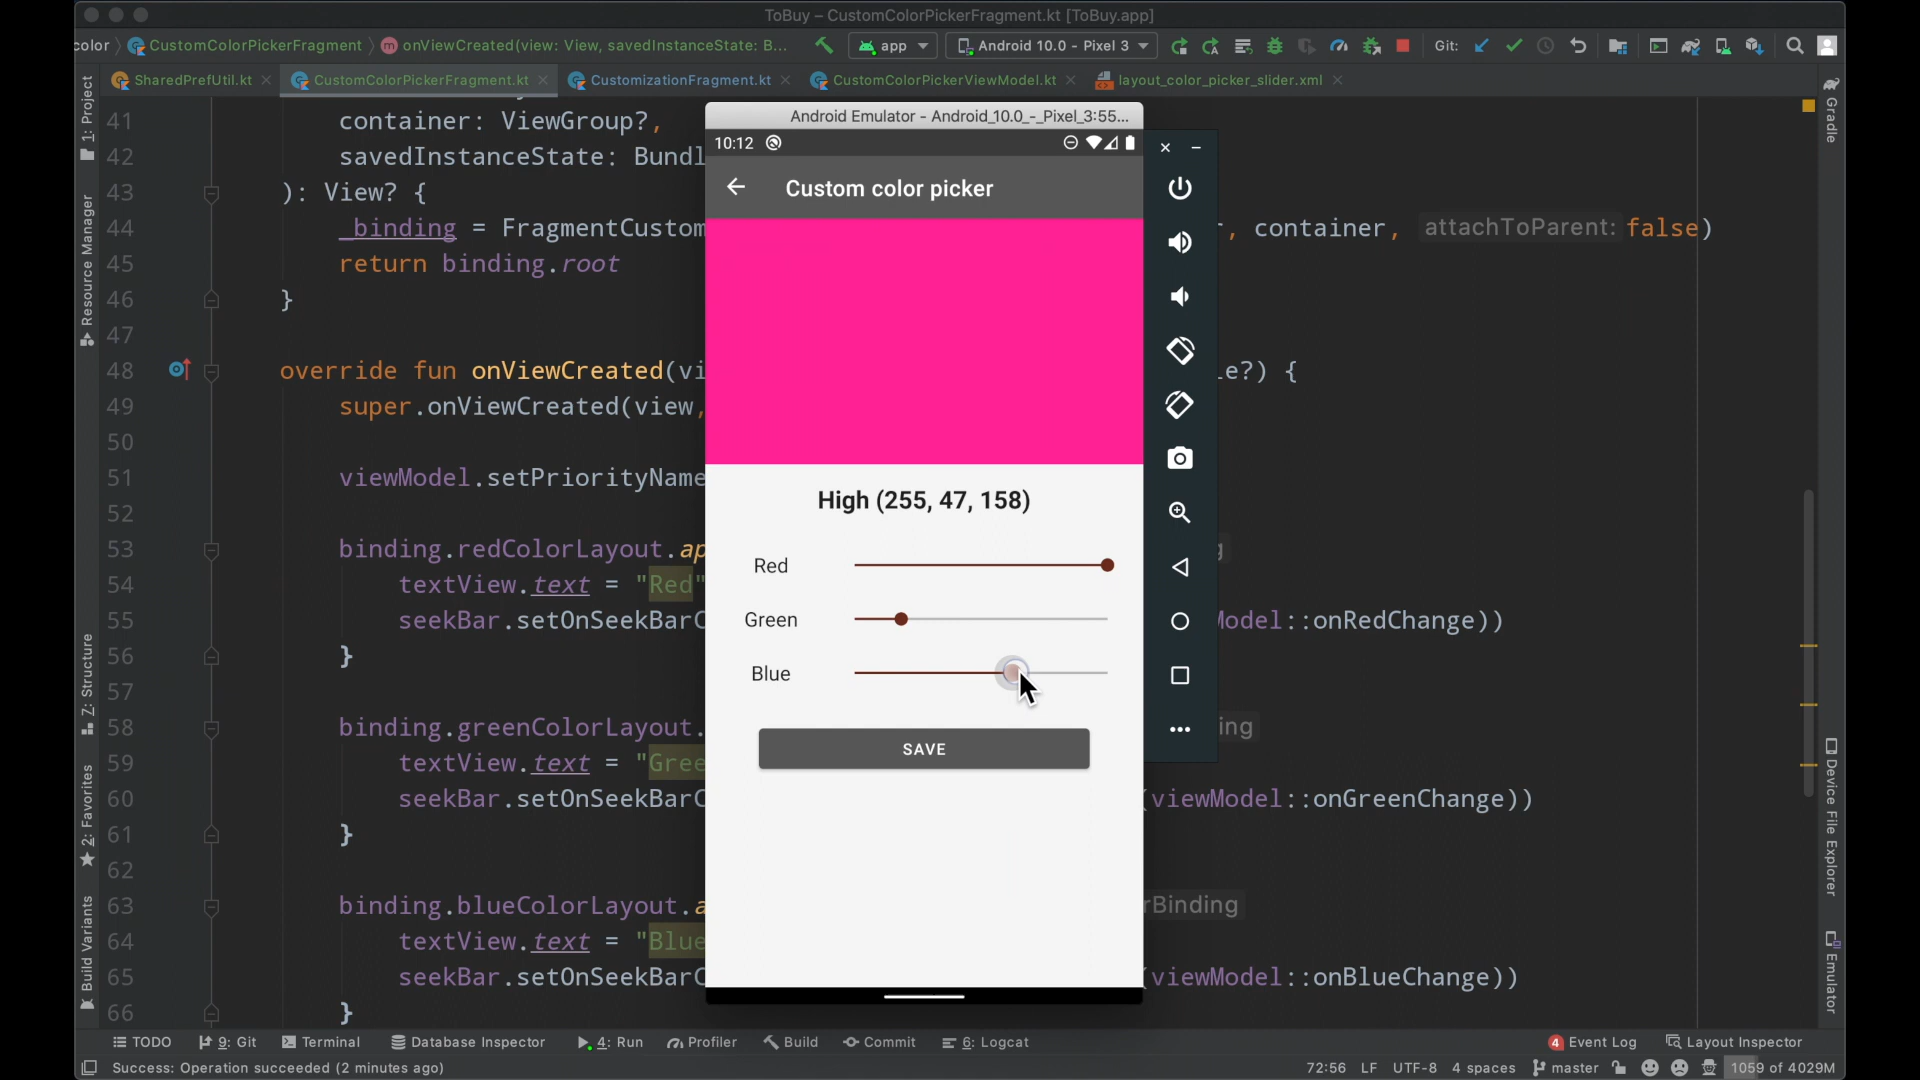 ToBuy – CustomColorPickerFragment.kt [ToBuy.app]
color
CustomColorPickerFragment
onViewCreated(view: View, savedInstanceState: B...
app
Android 10.0 - Pixel 3
Git:
SharedPrefUtil.kt
CustomColorPickerFragment.kt
CustomizationFragment.kt
CustomColorPickerViewModel.kt
layout_color_picker_slider.xml
1: Project
Resource Manager
Z: Structure
2: Favorites
Build Variants
Gradle
Device File Explorer
Emulator
41 container: ViewGroup?,
42 savedInstanceState: Bundl
43 ): View? {
44 _binding = FragmentCustom r, container, attachToParent: false)
45 return binding.root
46 }
47
48 override fun onViewCreated(vi le?) {
49 super.onViewCreated(view,
50
51 viewModel.setPriorityName
52
53 binding.redColorLayout.ap g
54 textView.text = "Red"
55 seekBar.setOnSeekBarC Model::onRedChange))
56 }
57
58 binding.greenColorLayout. ing
59 textView.text = "Gree
60 seekBar.setOnSeekBarC (viewModel::onGreenChange))
61 }
62
63 binding.blueColorLayout.a rBinding
64 textView.text = "Blue
65 seekBar.setOnSeekBarC (viewModel::onBlueChange))
66 }
Android Emulator - Android_10.0_-_Pixel_3:55...
10:12
Custom color picker
High (255, 47, 158)
Red
Green
Blue
SAVE
TODO
9: Git
Terminal
Database Inspector
4: Run
Profiler
Build
Commit
6: Logcat
4 Event Log
Layout Inspector
Success: Operation succeeded (2 minutes ago)
72:56 LF UTF-8 4 spaces master 1059 of 4029M